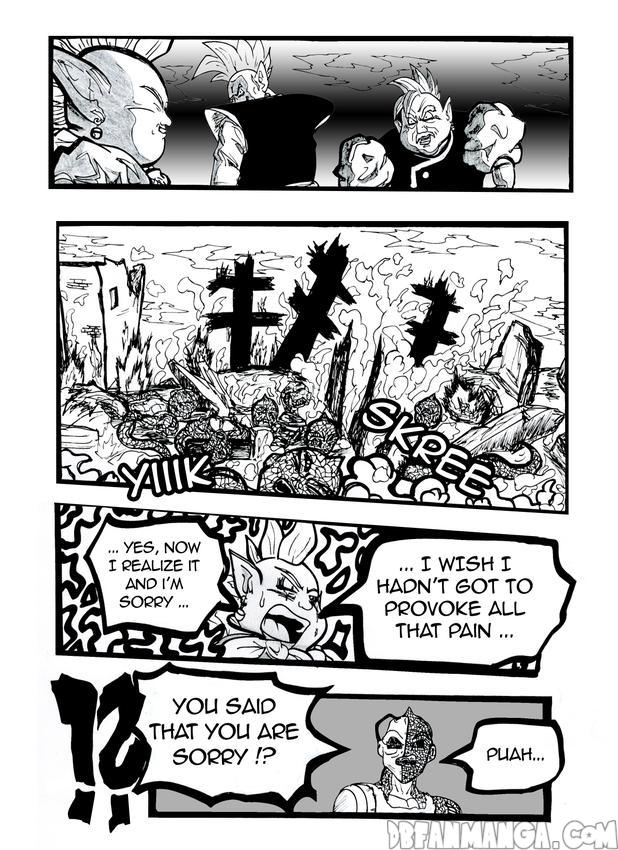 YIIIK
SKREE
... YES, NOW
I REALIZE IT
AND I'M
SORRY ...
... I WISH I
HADN'T GOT TO
PROVOKE ALL
THAT PAIN ...
!?
YOU SAID
THAT YOU ARE
SORRY !?
PUAH...
DBFANMANGA.COM